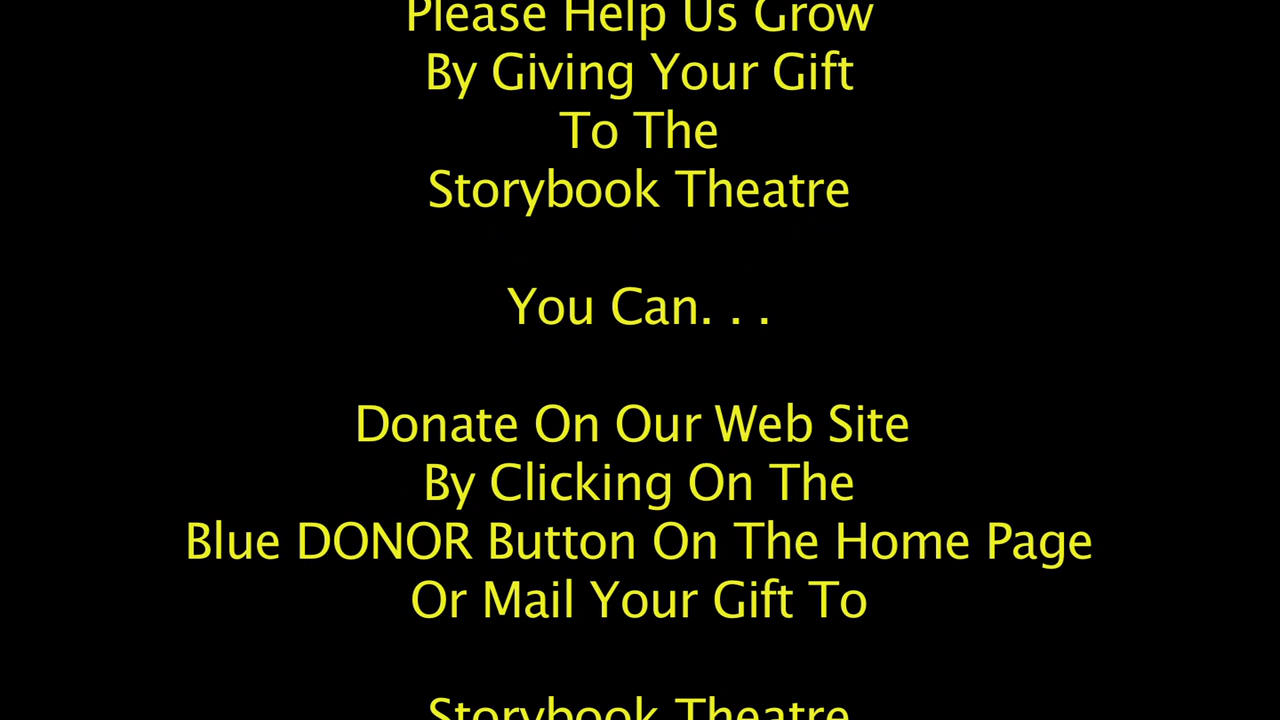 Please Help Us Grow
By Giving Your Gift
To The
Storybook Theatre
You Can. . .
Donate On Our Web Site
By Clicking On The
Blue DONOR Button On The Home Page
Or Mail Your Gift To
Storybook Theatre